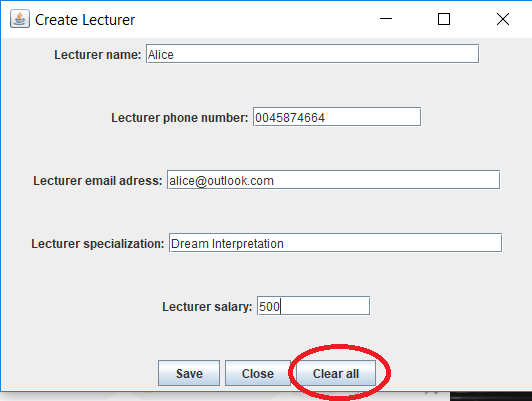 Create Lecturer
Lecturer name: Alice
Lecturer phone number: 0045874664
Lecturer email adress: alice@outlook.com
Lecturer specialization: Dream Interpretation
Lecturer salary: 500
Save Close Clear all